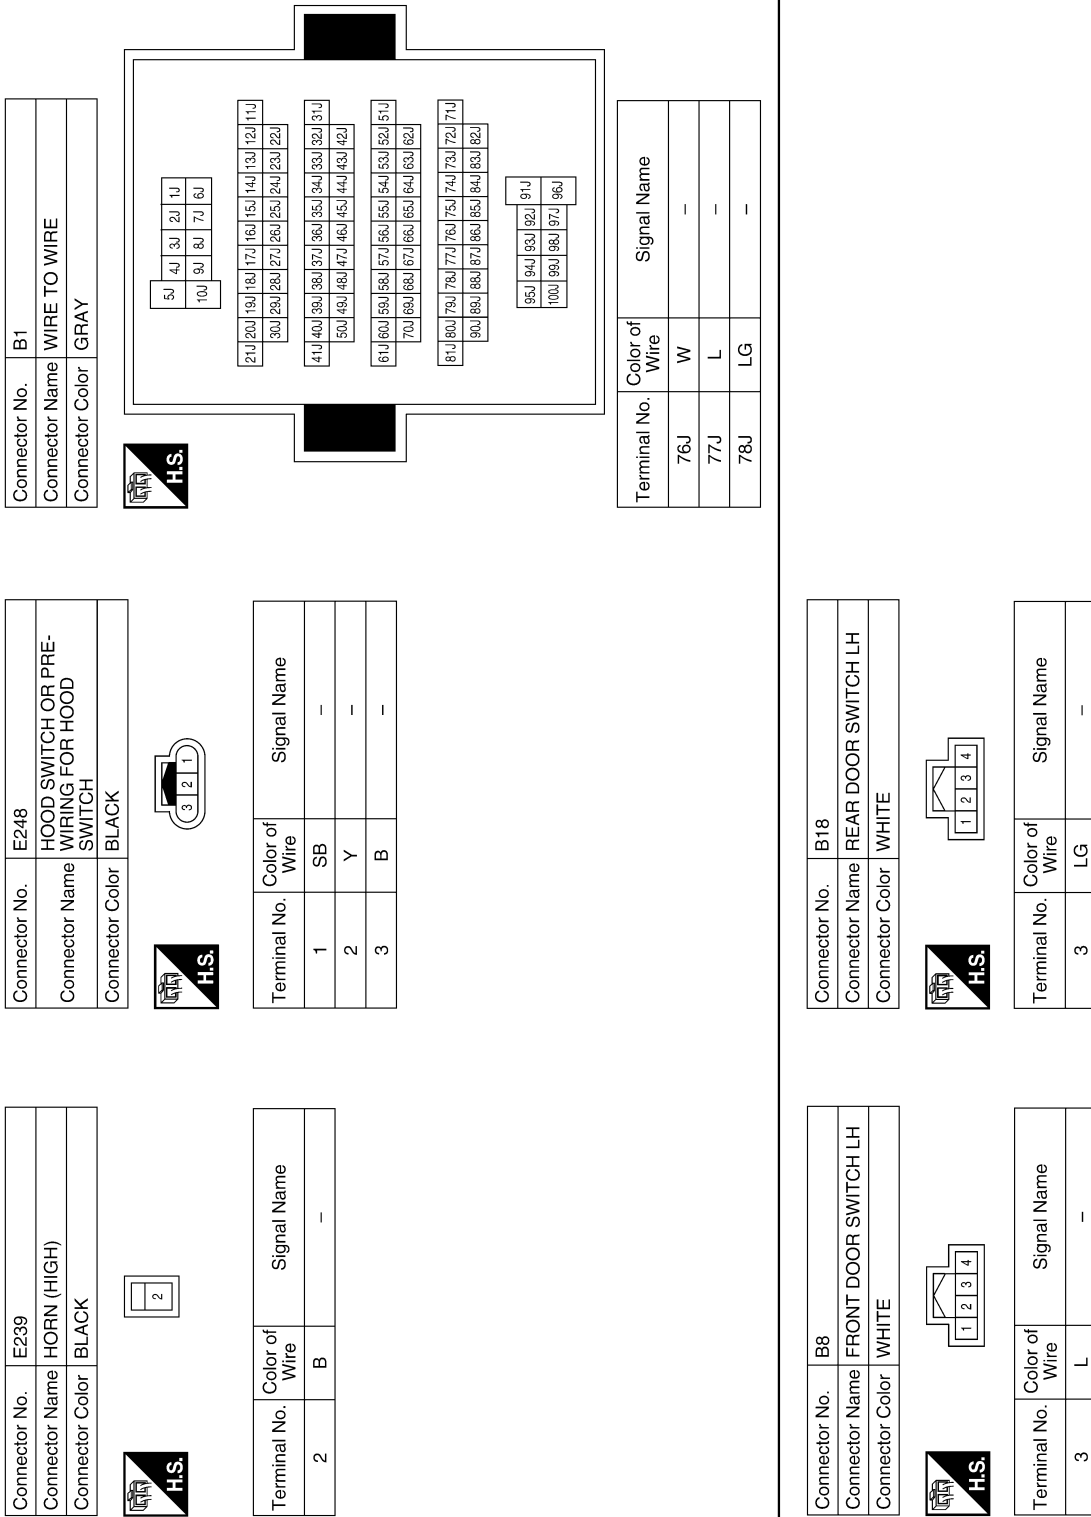 Connector No. E239
Connector Name HORN (HIGH)
Connector Color BLACK
H.S.
2
Terminal No. Color of Wire Signal Name
2 B –
Connector No. E248
Connector Name HOOD SWITCH OR PRE-
WIRING FOR HOOD
SWITCH
Connector Color BLACK
H.S.
3 2 1
Terminal No. Color of Wire Signal Name
1 SB –
2 Y –
3 B –
Connector No. B1
Connector Name WIRE TO WIRE
Connector Color GRAY
H.S.
5J 4J 3J 2J 1J
10J 9J 8J 7J 6J
21J 20J 19J 18J 17J 16J 15J 14J 13J 12J 11J
30J 29J 28J 27J 26J 25J 24J 23J 22J
41J 40J 39J 38J 37J 36J 35J 34J 33J 32J 31J
50J 49J 48J 47J 46J 45J 44J 43J 42J
61J 60J 59J 58J 57J 56J 55J 54J 53J 52J 51J
70J 69J 68J 67J 66J 65J 64J 63J 62J
81J 80J 79J 78J 77J 76J 75J 74J 73J 72J 71J
90J 89J 88J 87J 86J 85J 84J 83J 82J
95J 94J 93J 92J 91J
100J 99J 98J 97J 96J
Terminal No. Color of Wire Signal Name
76J W –
77J L –
78J LG –
Connector No. B8
Connector Name FRONT DOOR SWITCH LH
Connector Color WHITE
H.S.
1 2 3 4
Terminal No. Color of Wire Signal Name
3 L –
Connector No. B18
Connector Name REAR DOOR SWITCH LH
Connector Color WHITE
H.S.
1 2 3 4
Terminal No. Color of Wire Signal Name
3 LG –